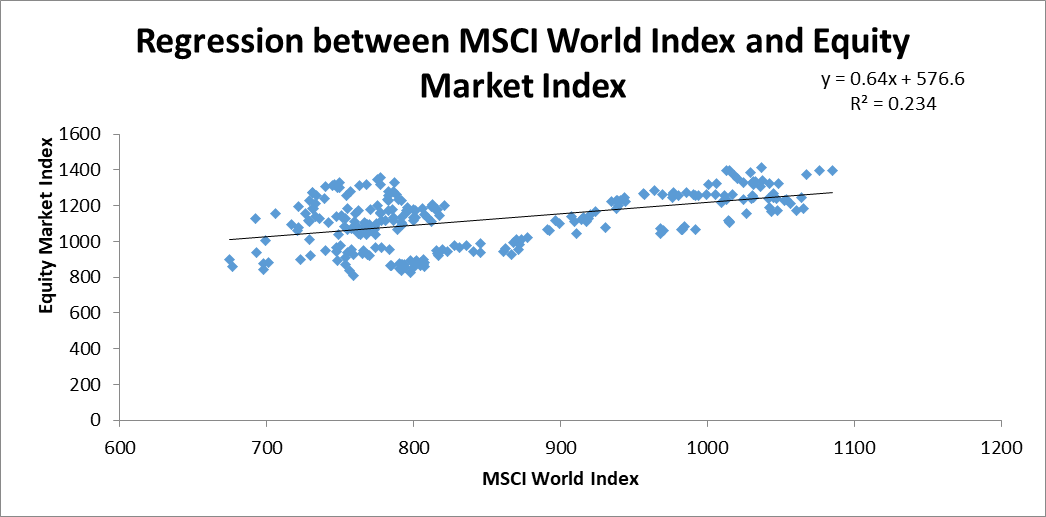 Regression between MSCI World Index and Equity
Market Index
y = 0.64x + 576.6
R² = 0.234
Equity Market Index
1600
1400
1200
1000
800
600
400
200
0
600 700 800 900 1000 1100 1200
MSCI World Index